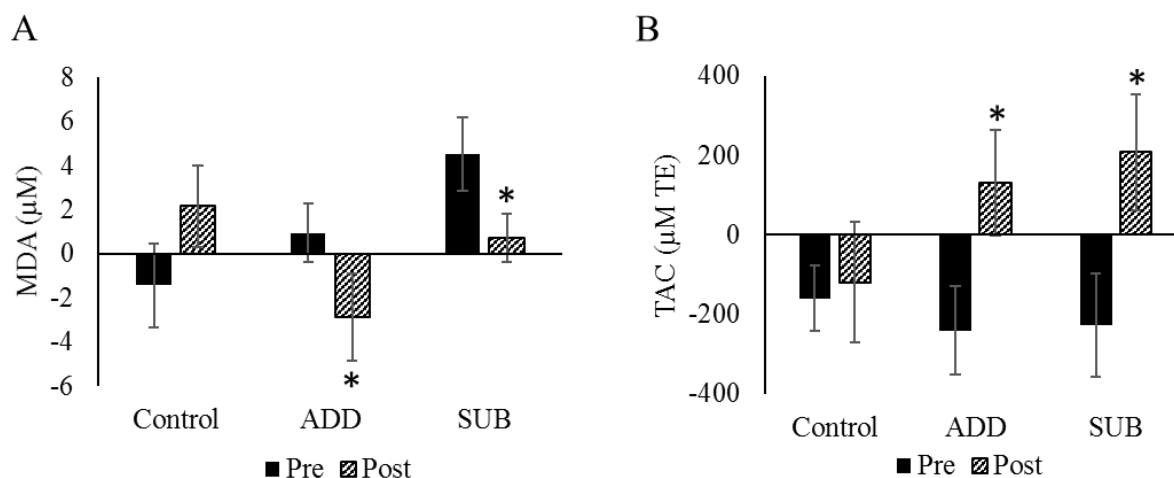 A
MDA (µM)
8
6
4
2
0
-2
-4
-6
*
*
Control ADD SUB
Pre Post
B
TAC (µM TE)
400
200
0
-200
-400
*
*
Control ADD SUB
Pre Post